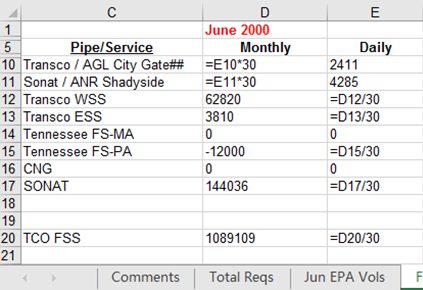 C D E
1 June 2000
5 Pipe/Service Monthly Daily
10 Transco / AGL City Gate## =E10*30 2411
11 Sonat / ANR Shadyside =E11*30 4285
12 Transco WSS 62820 =D12/30
13 Transco ESS 3810 =D13/30
14 Tennessee FS-MA 0 0
15 Tennessee FS-PA -12000 =D15/30
16 CNG 0 0
17 SONAT 144036 =D17/30
18
19
20 TCO FSS 1089109 =D20/30
21
Comments Total Reqs Jun EPA Vols F